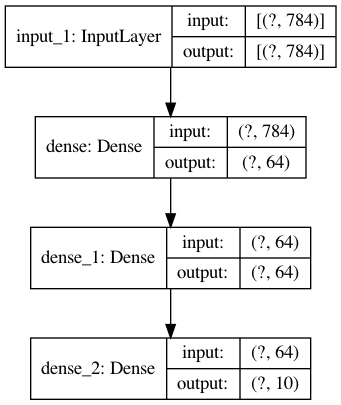 input_1: InputLayer
input: [(?, 784)]
output: [(?, 784)]
dense: Dense
input: (?, 784)
output: (?, 64)
dense_1: Dense
input: (?, 64)
output: (?, 64)
dense_2: Dense
input: (?, 64)
output: (?, 10)